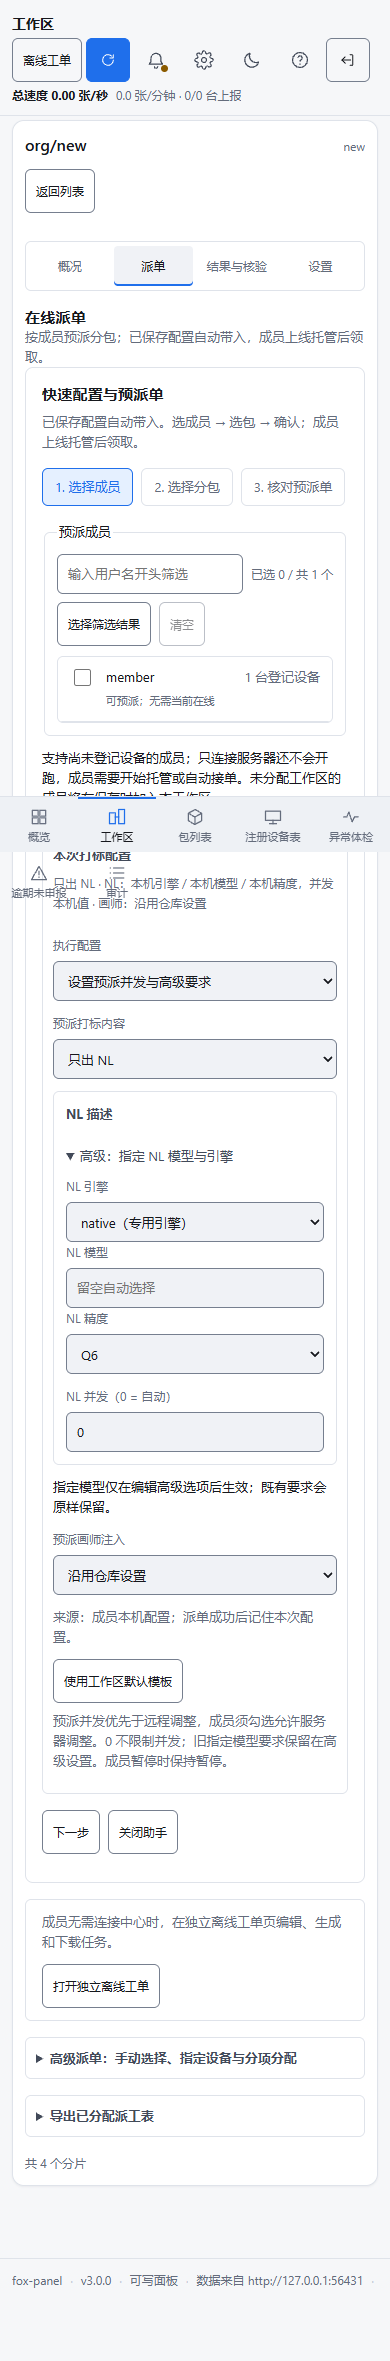 工作区
离线工单
总速度 0.00 张/秒 0.0 张/分钟 · 0/0 台上报
org/new
new
返回列表
概况
派单
结果与核验
设置
在线派单
按成员预派分包；已保存配置自动带入，成员上线托管后领
取。
快速配置与预派单
已保存配置自动带入。选成员 → 选包 → 确认；成员
上线托管后领取。
1. 选择成员
2. 选择分包
3. 核对预派单
预派成员
输入用户名开头筛选
已选 0 / 共 1 个
选择筛选结果
清空
member
1 台登记设备
可预派；无需当前在线
支持尚未登记设备的成员；只连接服务器还不会开
跑，成员需要开始托管或自动接单。未分配工作区的
概览
工作区
包列表
注册设备表
异常体检
逾期未申报
审计
本次打标配置
只出 NL · NL：本机引擎 / 本机模型 / 本机精度，并发
本机值 · 画师：沿用仓库设置
执行配置
设置预派并发与高级要求
预派打标内容
只出 NL
NL 描述
▼ 高级：指定 NL 模型与引擎
NL 引擎
native（专用引擎）
NL 模型
留空自动选择
NL 精度
Q6
NL 并发（0 = 自动）
0
指定模型仅在编辑高级选项后生效；既有要求会
原样保留。
预派画师注入
沿用仓库设置
来源：成员本机配置；派单成功后记住本次配
置。
使用工作区默认模板
预派并发优先于远程调整，成员须勾选允许服务
器调整。0 不限制并发；旧指定模型要求保留在高
级设置。成员暂停时保持暂停。
下一步
关闭助手
成员无需连接中心时，在独立离线工单页编辑、生成
和下载任务。
打开独立离线工单
▶ 高级派单：手动选择、指定设备与分项分配
▶ 导出已分配派工表
共 4 个分片
fox-panel · v3.0.0 · 可写面板 · 数据来自 http://127.0.0.1:56431 ·